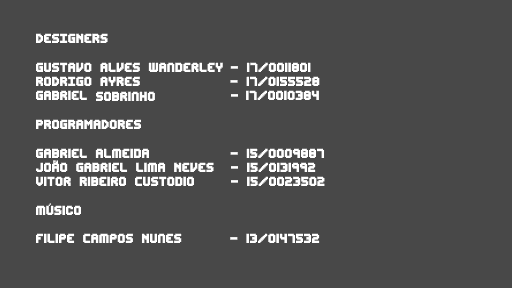 DESIGNERS
GUSTAVO ALVES WANDERLEY - 17/0011801
RODRIGO AYRES - 17/0155528
GABRIEL SOBRINHO - 17/0010384
PROGRAMADORES
GABRIEL ALMEIDA - 15/0009887
JOÃO GABRIEL LIMA NEVES - 15/0131992
VITOR RIBEIRO CUSTODIO - 15/0023502
MÚSICO
FILIPE CAMPOS NUNES - 13/0147532